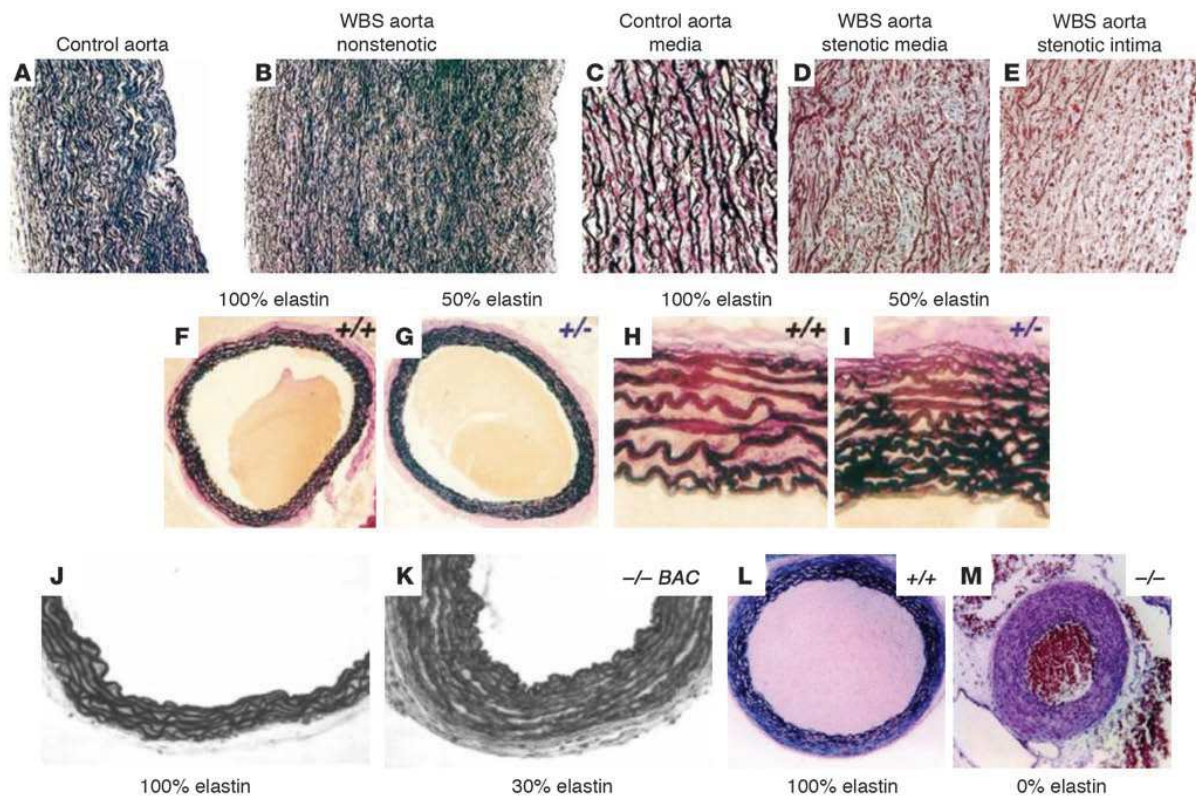 Control aorta
WBS aorta
nonstenotic
Control aorta
media
WBS aorta
stenotic media
WBS aorta
stenotic intima
A
B
C
D
E
100% elastin
50% elastin
100% elastin
50% elastin
F
+/+
G
+/-
H
+/+
I
+/-
J
K
–/– BAC
L
+/+
M
–/–
100% elastin
30% elastin
100% elastin
0% elastin